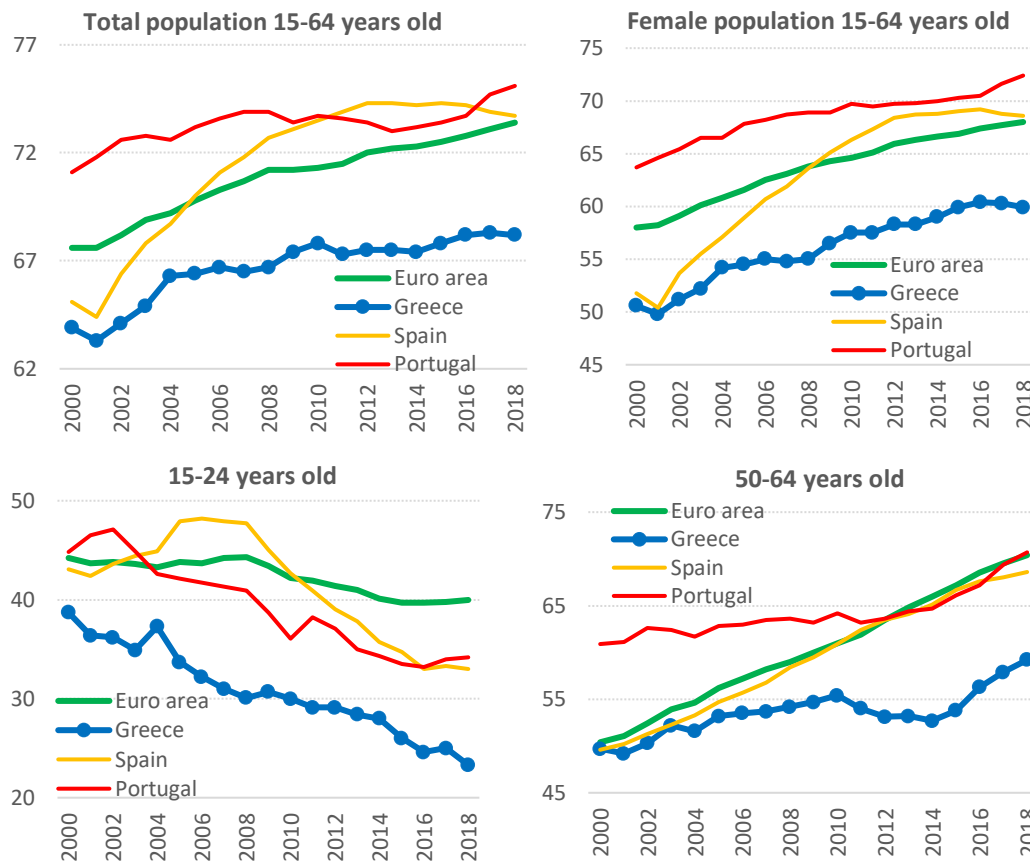 Total population 15-64 years old
77
72
67
62
Euro area
Greece
Spain
Portugal
2000
2002
2004
2006
2008
2010
2012
2014
2016
2018
Female population 15-64 years old
75
70
65
60
55
50
45
Euro area
Greece
Spain
Portugal
2000
2002
2004
2006
2008
2010
2012
2014
2016
2018
15-24 years old
50
40
30
20
Euro area
Greece
Spain
Portugal
2000
2002
2004
2006
2008
2010
2012
2014
2016
2018
50-64 years old
75
65
55
45
Euro area
Greece
Spain
Portugal
2000
2002
2004
2006
2008
2010
2012
2014
2016
2018